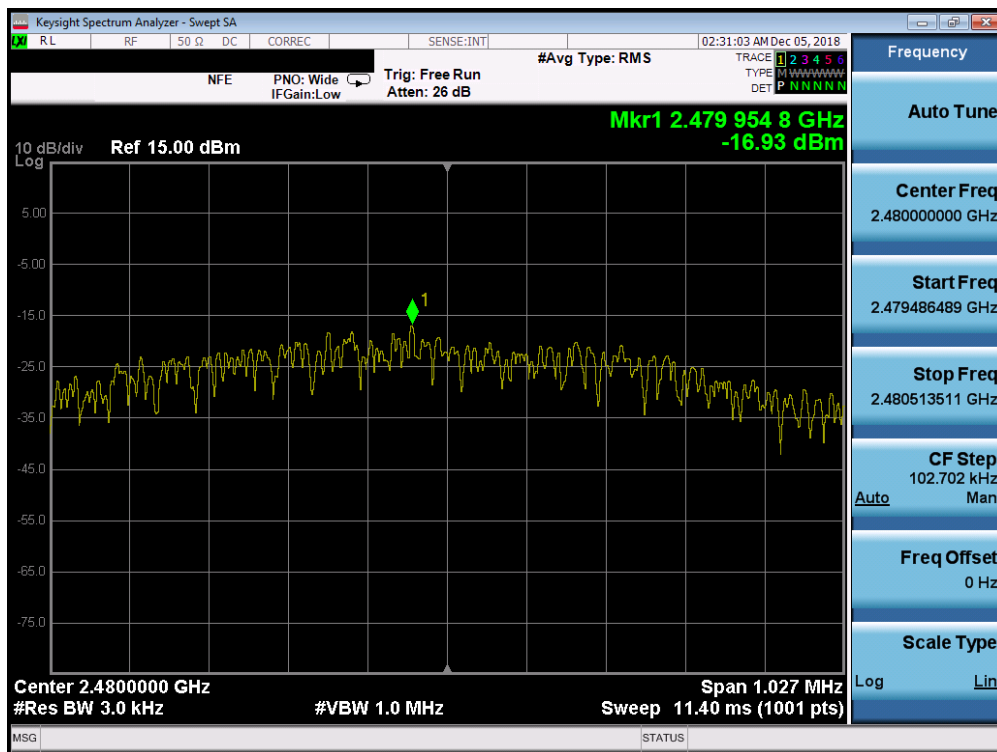 Keysight Spectrum Analyzer - Swept SA
LXI RL RF 50 Ω DC CORREC SENSE:INT 02:31:03 AM Dec 05, 2018
Frequency
NFE PNO: Wide Trig: Free Run #Avg Type: RMS TRACE 1 2 3 4 5 6
IFGain:Low Atten: 26 dB TYPE M W W W W W
DET P N N N N N
Auto Tune
Mkr1 2.479 954 8 GHz
-16.93 dBm
10 dB/div Ref 15.00 dBm
Log
Center Freq
2.480000000 GHz
5.00
-5.00
Start Freq
2.479486489 GHz
1
-15.0
-25.0
Stop Freq
2.480513511 GHz
-35.0
CF Step
102.702 kHz
Auto Man
-45.0
-55.0
Freq Offset
0 Hz
-65.0
-75.0
Scale Type
Log Lin
Center 2.4800000 GHz Span 1.027 MHz
#Res BW 3.0 kHz #VBW 1.0 MHz Sweep 11.40 ms (1001 pts)
MSG STATUS